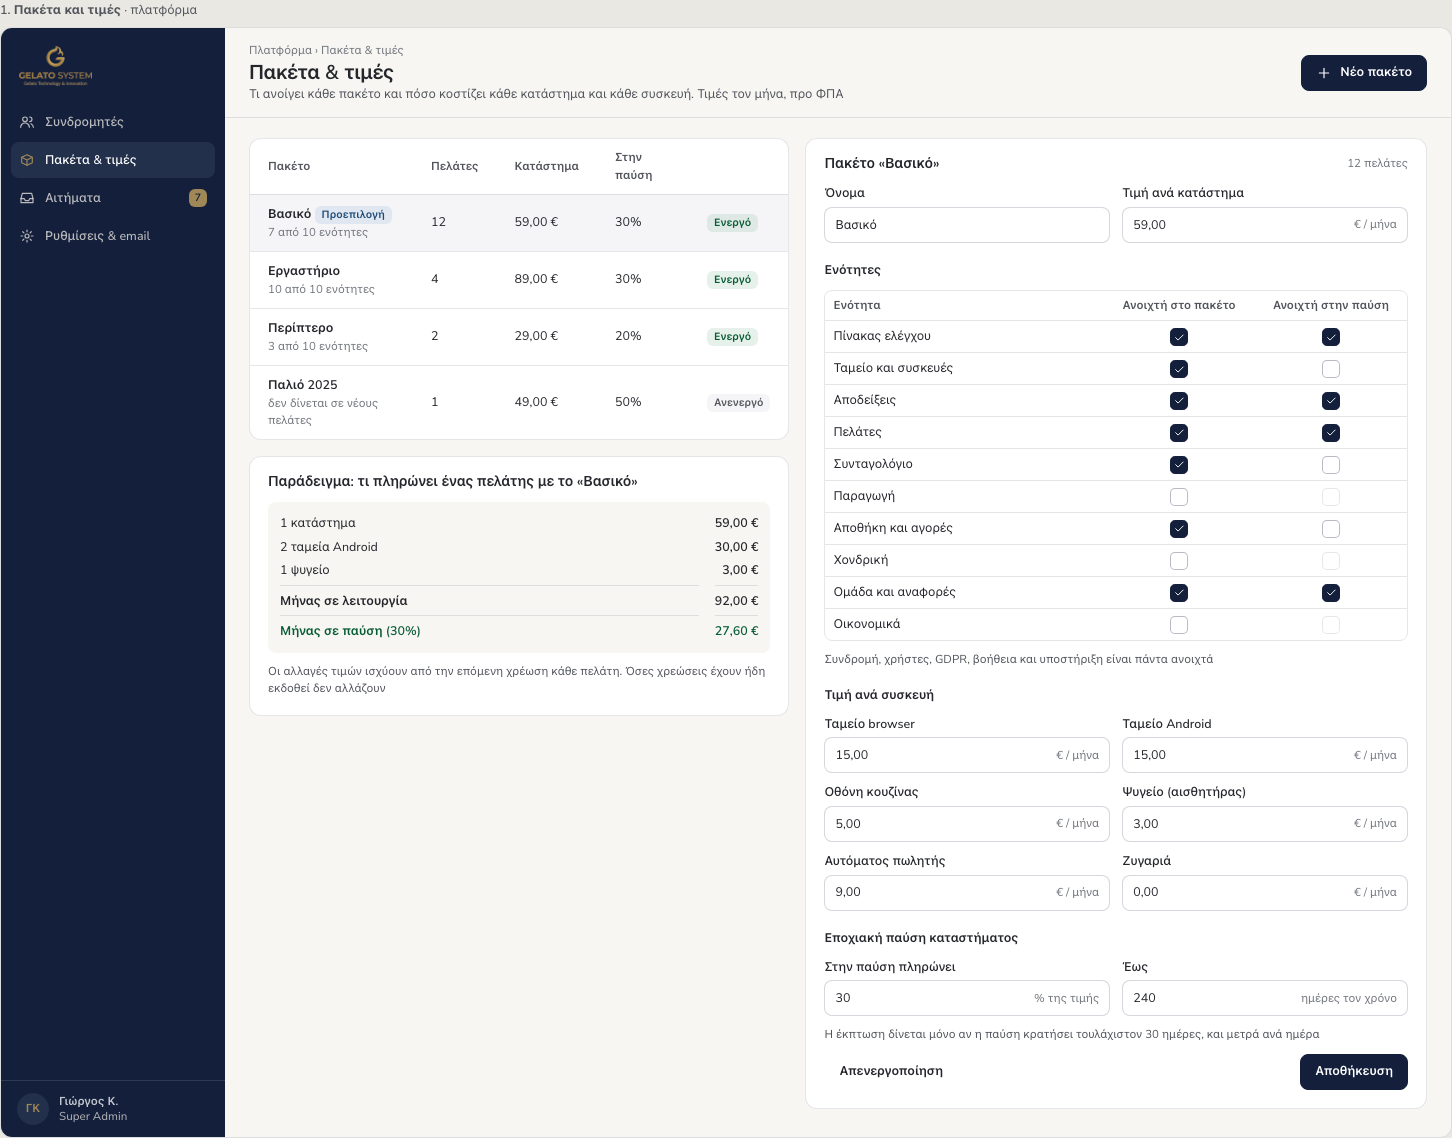 1. Πακέτα και τιμές · πλατφόρμα
GELATO SYSTEM
Gelato Technology & Innovation
Συνδρομητές
Πακέτα & τιμές
Αιτήματα 7
Ρυθμίσεις & email
ΓΚ
Γιώργος Κ.
Super Admin
Πλατφόρμα › Πακέτα & τιμές
Πακέτα & τιμές
Τι ανοίγει κάθε πακέτο και πόσο κοστίζει κάθε κατάστημα και κάθε συσκευή. Τιμές τον μήνα, προ ΦΠΑ
+ Νέο πακέτο
Πακέτο Πελάτες Κατάστημα Στην
παύση
Βασικό Προεπιλογή 12 59,00 € 30% Ενεργό
7 από 10 ενότητες
Εργαστήριο 4 89,00 € 30% Ενεργό
10 από 10 ενότητες
Περίπτερο 2 29,00 € 20% Ενεργό
3 από 10 ενότητες
Παλιό 2025 1 49,00 € 50% Ανενεργό
δεν δίνεται σε νέους
πελάτες
Παράδειγμα: τι πληρώνει ένας πελάτης με το «Βασικό»
1 κατάστημα 59,00 €
2 ταμεία Android 30,00 €
1 ψυγείο 3,00 €
Μήνας σε λειτουργία 92,00 €
Μήνας σε παύση (30%) 27,60 €
Οι αλλαγές τιμών ισχύουν από την επόμενη χρέωση κάθε πελάτη. Όσες χρεώσεις έχουν ήδη
εκδοθεί δεν αλλάζουν
Πακέτο «Βασικό» 12 πελάτες
Όνομα Τιμή ανά κατάστημα
Βασικό 59,00 € / μήνα
Ενότητες
Ενότητα Ανοιχτή στο πακέτο Ανοιχτή στην παύση
Πίνακας ελέγχου
Ταμείο και συσκευές
Αποδείξεις
Πελάτες
Συνταγολόγιο
Παραγωγή
Αποθήκη και αγορές
Χονδρική
Ομάδα και αναφορές
Οικονομικά
Συνδρομή, χρήστες, GDPR, βοήθεια και υποστήριξη είναι πάντα ανοιχτά
Τιμή ανά συσκευή
Ταμείο browser Ταμείο Android
15,00 € / μήνα 15,00 € / μήνα
Οθόνη κουζίνας Ψυγείο (αισθητήρας)
5,00 € / μήνα 3,00 € / μήνα
Αυτόματος πωλητής Ζυγαριά
9,00 € / μήνα 0,00 € / μήνα
Εποχιακή παύση καταστήματος
Στην παύση πληρώνει Έως
30 % της τιμής 240 ημέρες τον χρόνο
Η έκπτωση δίνεται μόνο αν η παύση κρατήσει τουλάχιστον 30 ημέρες, και μετρά ανά ημέρα
Απενεργοποίηση Αποθήκευση